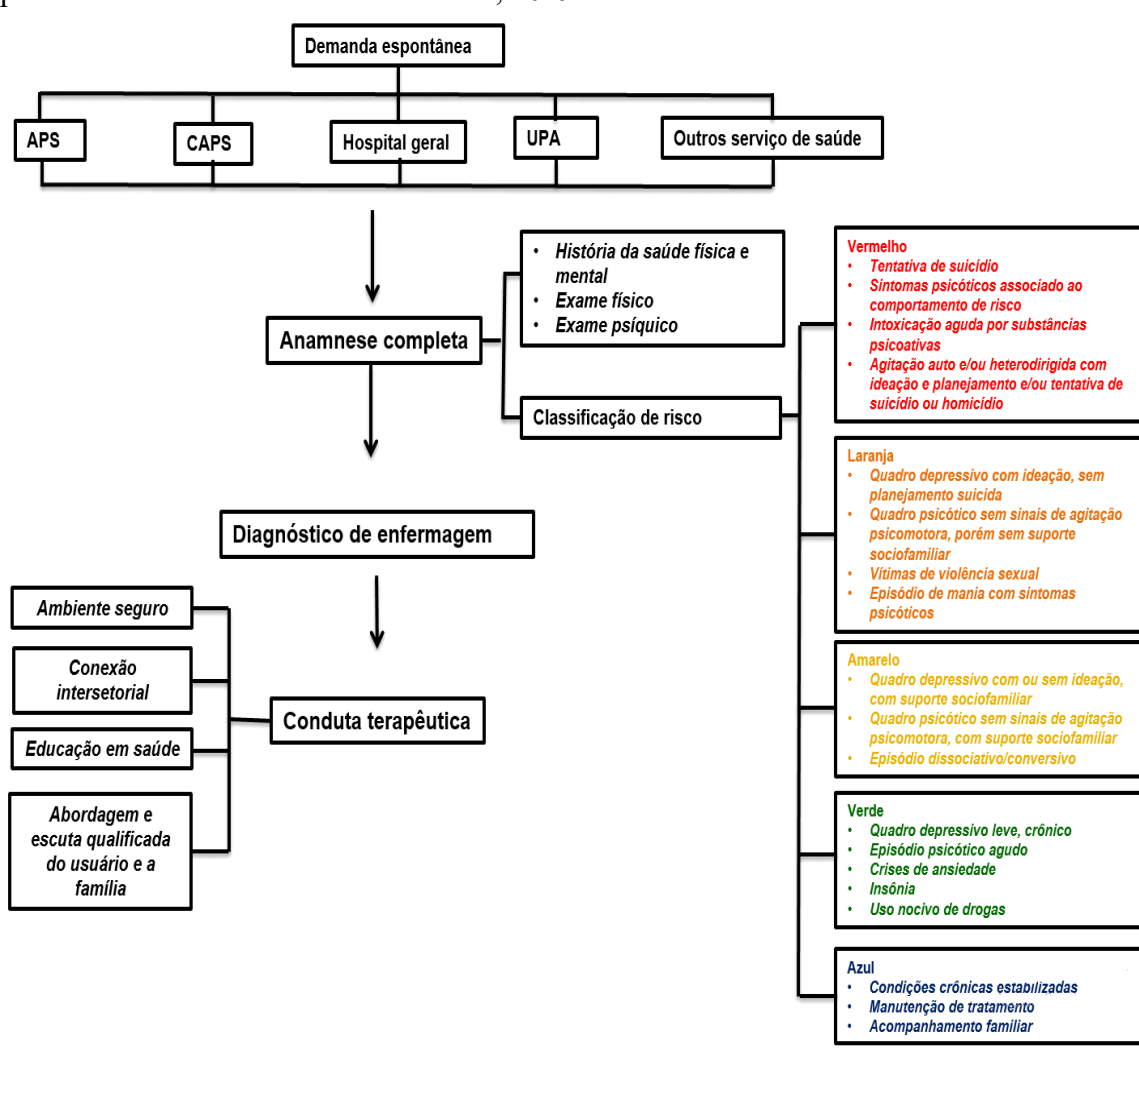 Demanda espontânea
APS
CAPS
Hospital geral
UPA
Outros serviço de saúde
Anamnese completa
• História da saúde física e
mental
• Exame físico
• Exame psíquico
Classificação de risco
Vermelho
• Tentativa de suicídio
• Sintomas psicóticos associado ao
comportamento de risco
• Intoxicação aguda por substâncias
psicoativas
• Agitação auto e/ou heterodirigida com
ideação e planejamento e/ou tentativa de
suicídio ou homicídio
Laranja
• Quadro depressivo com ideação, sem
planejamento suicida
• Quadro psicótico sem sinais de agitação
psicomotora, porém sem suporte
sociofamiliar
• Vítimas de violência sexual
• Episódio de mania com sintomas
psicóticos
Amarelo
• Quadro depressivo com ou sem ideação,
com suporte sociofamiliar
• Quadro psicótico sem sinais de agitação
psicomotora, com suporte sociofamiliar
• Episódio dissociativo/conversivo
Verde
• Quadro depressivo leve, crônico
• Episódio psicótico agudo
• Crises de ansiedade
• Insônia
• Uso nocivo de drogas
Azul
• Condições crônicas estabilizadas
• Manutenção de tratamento
• Acompanhamento familiar
Diagnóstico de enfermagem
Conduta terapêutica
Ambiente seguro
Conexão
intersetorial
Educação em saúde
Abordagem e
escuta qualificada
do usuário e a
família